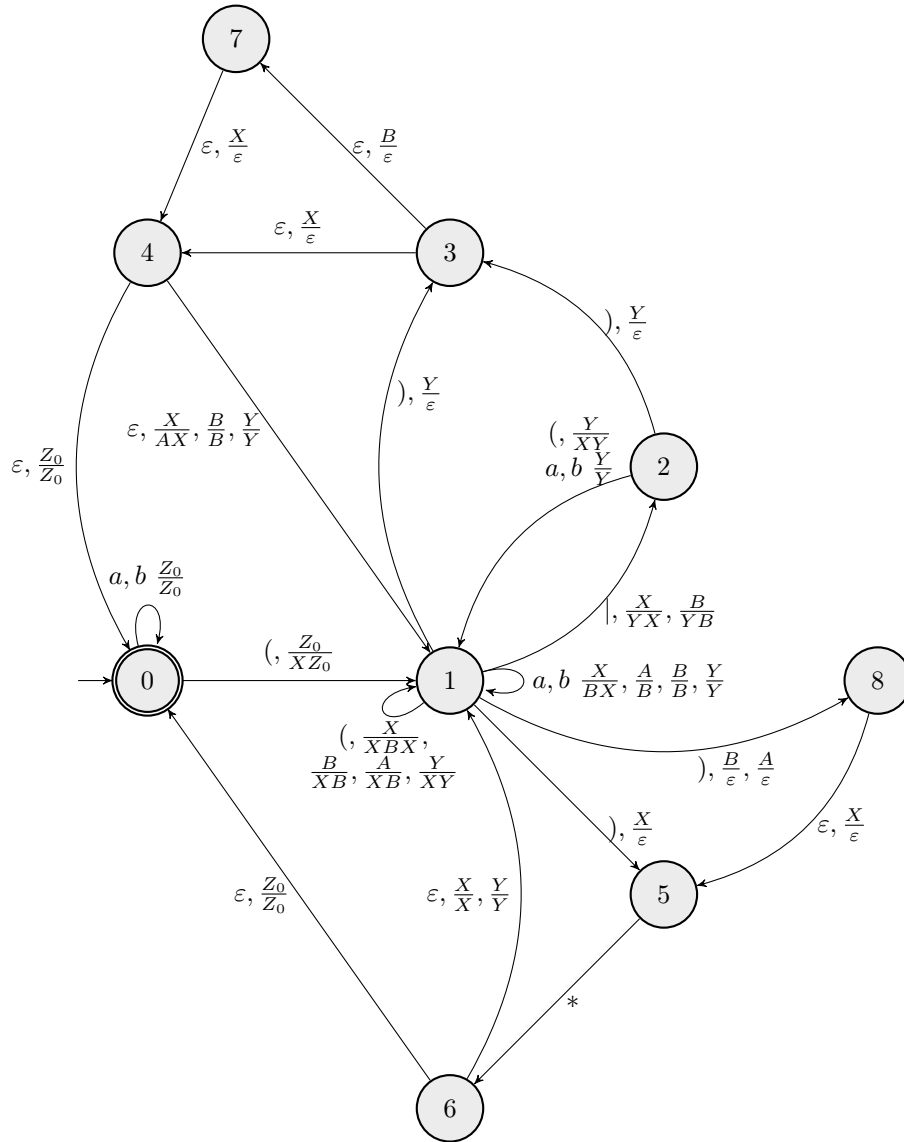 7
ε, X/ε
ε, B/ε
4
ε, X/ε
3
ε, X/AX, B/B, Y/Y
), Y/ε
), Y/ε
(, Y/XY
a, b Y/Y
2
ε, Z₀/Z₀
a, b Z₀/Z₀
|, X/YX, B/YB
0
(, Z₀/XZ₀
1
a, b X/BX, A/B, B/B, Y/Y
8
(, X/XBX,
B/XB, A/XB, Y/XY
), B/ε, A/ε
), X/ε
ε, X/ε
ε, Z₀/Z₀
ε, X/X, Y/Y
5
*
6